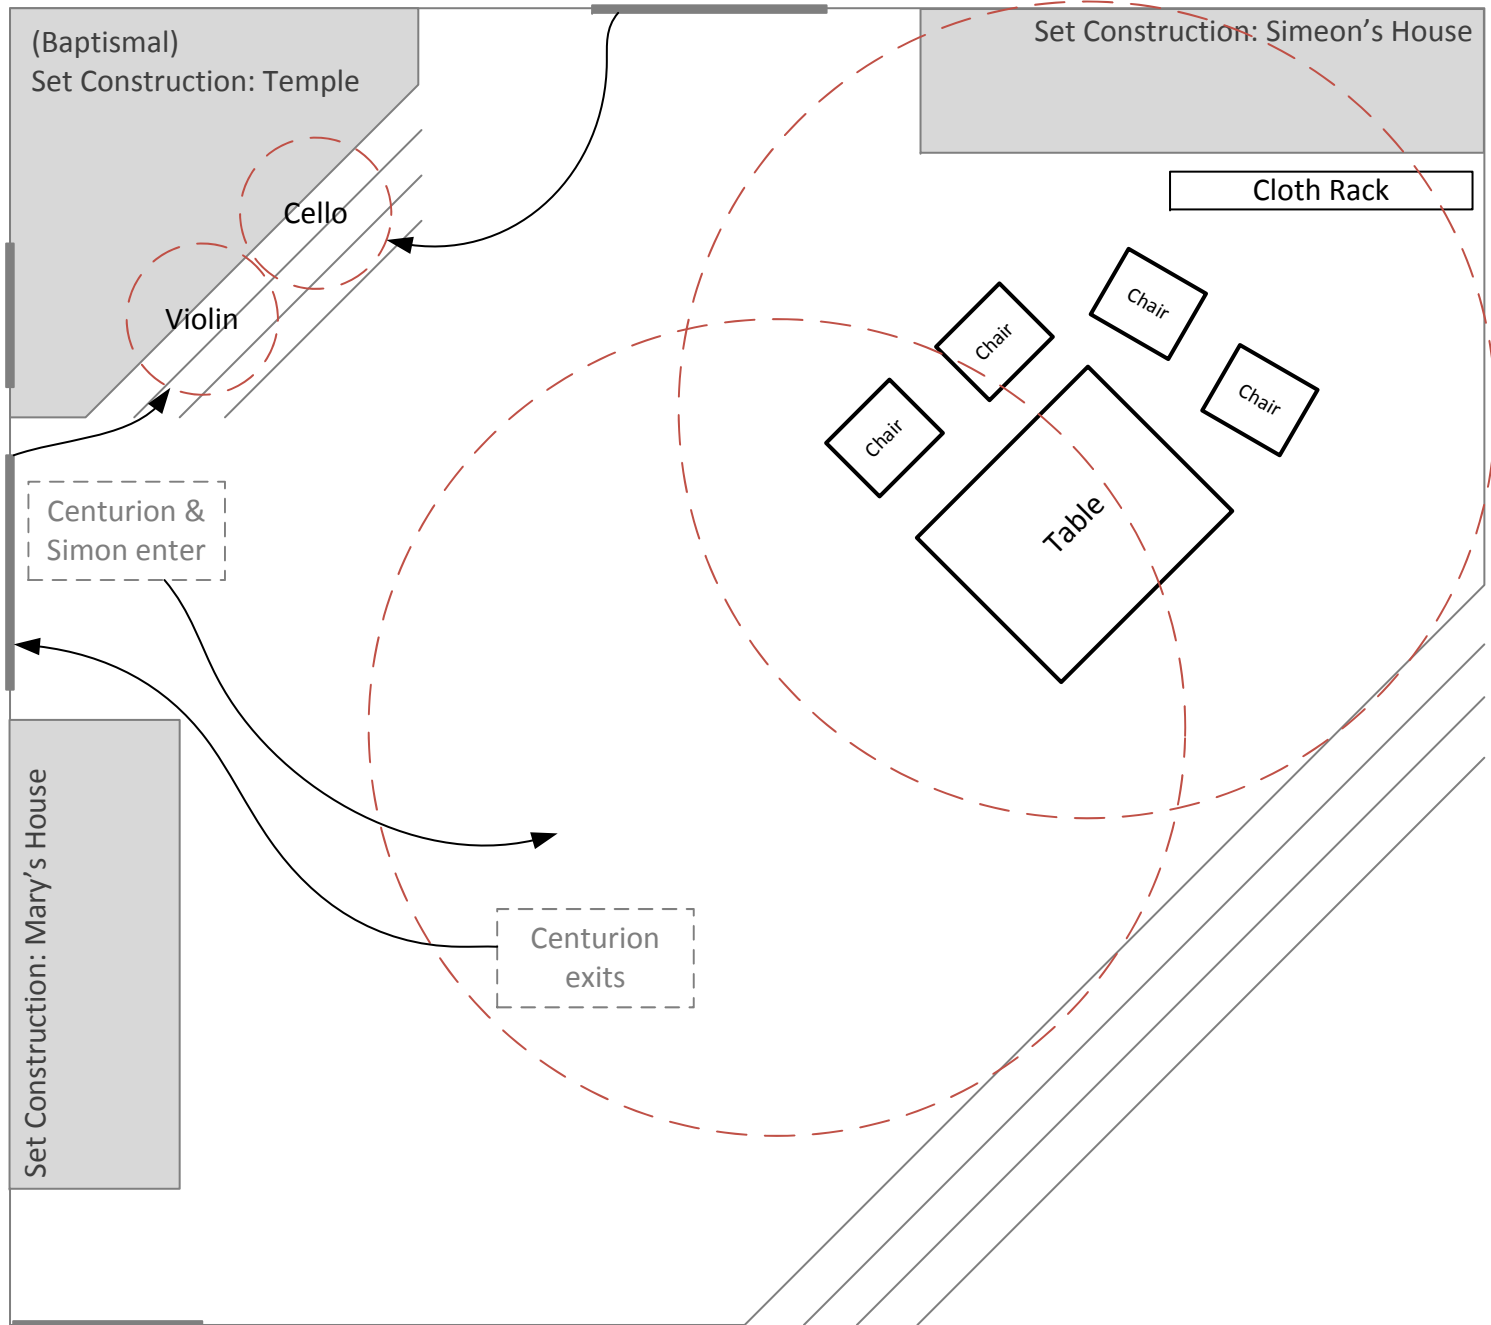 (Baptismal)
Set Construction: Temple
Set Construction: Simeon's House
Cloth Rack
Cello
Violin
Chair
Chair
Chair
Chair
Table
Centurion &
Simon enter
Centurion
exits
Set Construction: Mary's House